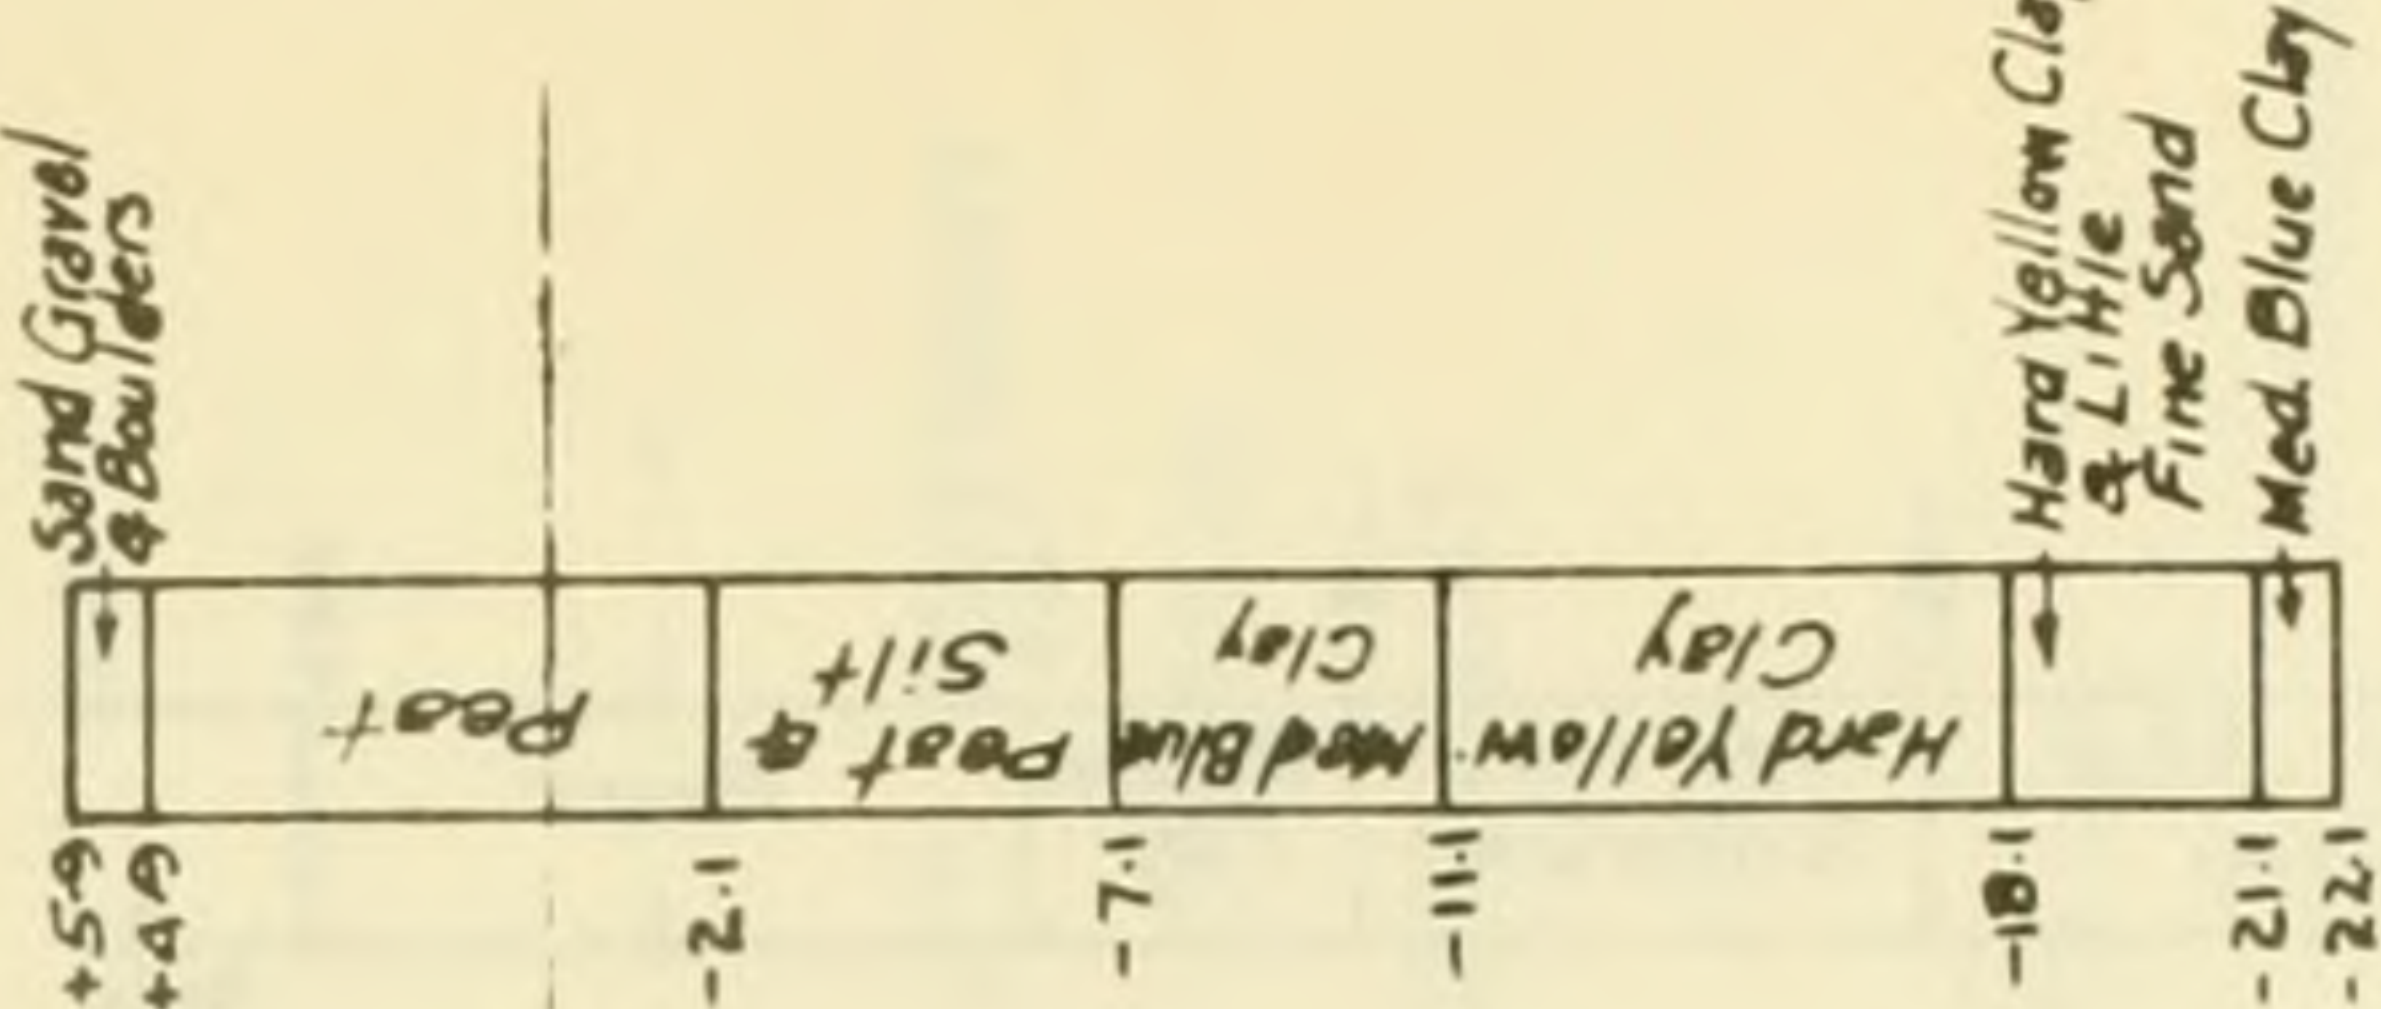 Sand Gravel
& Boulders
Peat
Peat &
Silt
Med Blue
Clay
Hard Yellow
Clay
Hard Yellow Clay
& Little
Fine Sand
Med. Blue Clay
+5.9
+4.9
-2.1
-7.1
-11.1
-18.1
-21.1
-22.1